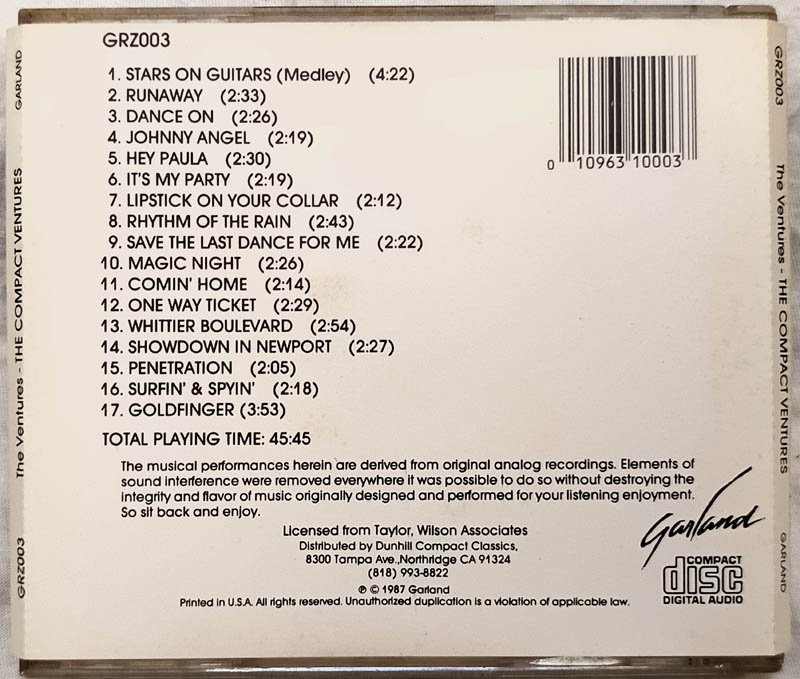 GRZ003
1. STARS ON GUITARS (Medley) (4:22)
2. RUNAWAY (2:33)
3. DANCE ON (2:26)
4. JOHNNY ANGEL (2:19)
5. HEY PAULA (2:30)
6. IT'S MY PARTY (2:19)
7. LIPSTICK ON YOUR COLLAR (2:12)
8. RHYTHM OF THE RAIN (2:43)
9. SAVE THE LAST DANCE FOR ME (2:22)
10. MAGIC NIGHT (2:26)
11. COMIN' HOME (2:14)
12. ONE WAY TICKET (2:29)
13. WHITTIER BOULEVARD (2:54)
14. SHOWDOWN IN NEWPORT (2:27)
15. PENETRATION (2:05)
16. SURFIN' & SPYIN' (2:18)
17. GOLDFINGER (3:53)
TOTAL PLAYING TIME: 45:45
0 10963 10003
The musical performances herein are derived from original analog recordings. Elements of
sound interference were removed everywhere it was possible to do so without destroying the
integrity and flavor of music originally designed and performed for your listening enjoyment.
So sit back and enjoy.
Licensed from Taylor, Wilson Associates
Distributed by Dunhill Compact Classics,
8300 Tampa Ave.,Northridge CA 91324
(818) 993-8822
℗ © 1987 Garland
Printed in U.S.A. All rights reserved. Unauthorized duplication is a violation of applicable law.
Garland
COMPACT
disc
DIGITAL AUDIO
GRZ003 The Ventures - THE COMPACT VENTURES GARLAND
GRZ003 The Ventures - THE COMPACT VENTURES GARLAND